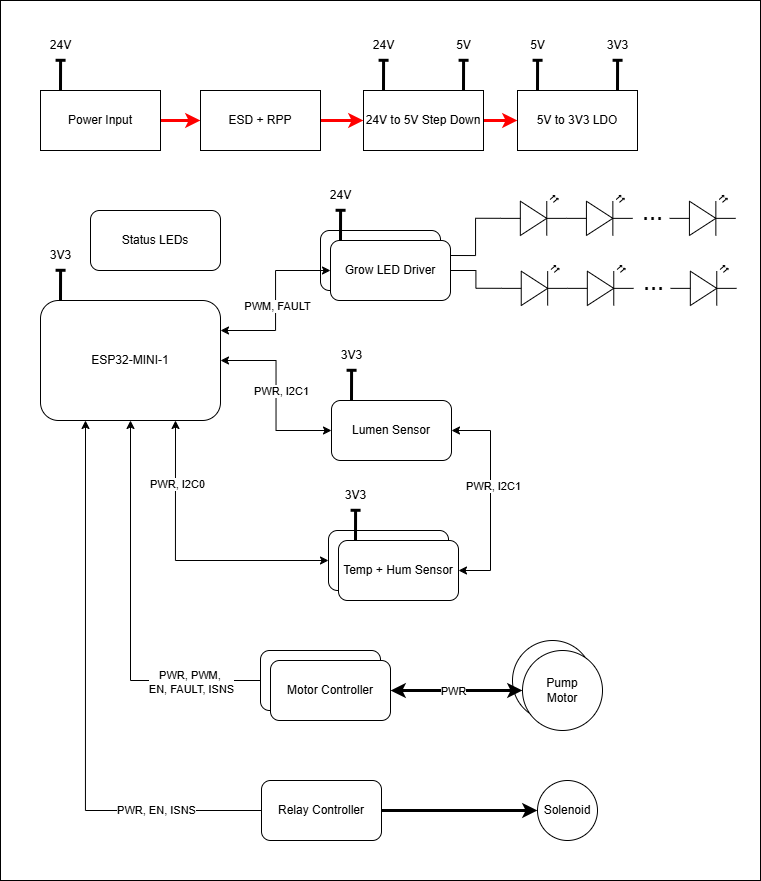 24V
24V
5V
5V
3V3
Power Input
ESD + RPP
24V to 5V Step Down
5V to 3V3 LDO
24V
Status LEDs
3V3
Grow LED Driver
PWM, FAULT
ESP32-MINI-1
3V3
PWR, I2C1
Lumen Sensor
PWR, I2C0
PWR, I2C1
3V3
Temp + Hum Sensor
PWR, PWM,
EN, FAULT, ISNS
Motor Controller
PWR
Pump
Motor
PWR, EN, ISNS
Relay Controller
Solenoid